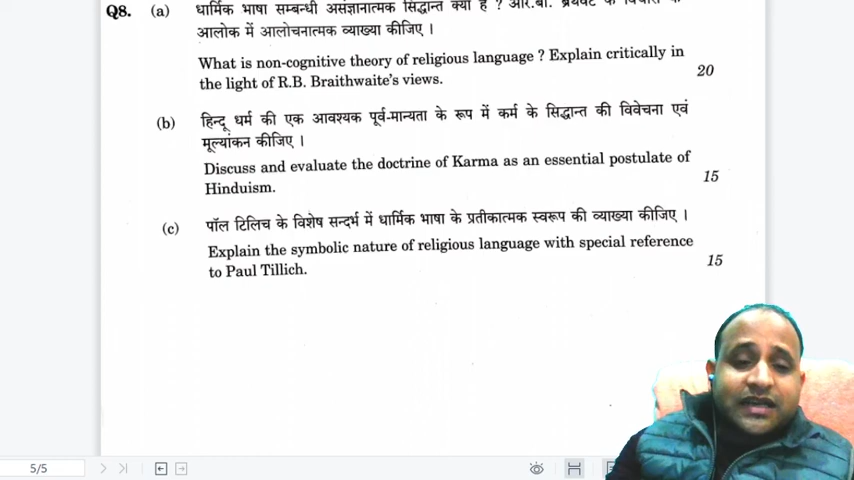 Q8. (a) धार्मिक भाषा सम्बन्धी असंज्ञानात्मक सिद्धान्त क्या है ? आर.बी.
आलोक में आलोचनात्मक व्याख्या कीजिए ।
What is non-cognitive theory of religious language ? Explain critically in
the light of R.B. Braithwaite's views. 20
(b) हिन्दू धर्म की एक आवश्यक पूर्व-मान्यता के रूप में कर्म के सिद्धान्त की विवेचना एवं
मूल्यांकन कीजिए ।
Discuss and evaluate the doctrine of Karma as an essential postulate of
Hinduism. 15
(c) पॉल टिलिच के विशेष सन्दर्भ में धार्मिक भाषा के प्रतीकात्मक स्वरूप की व्याख्या कीजिए ।
Explain the symbolic nature of religious language with special reference
to Paul Tillich. 15
5/5